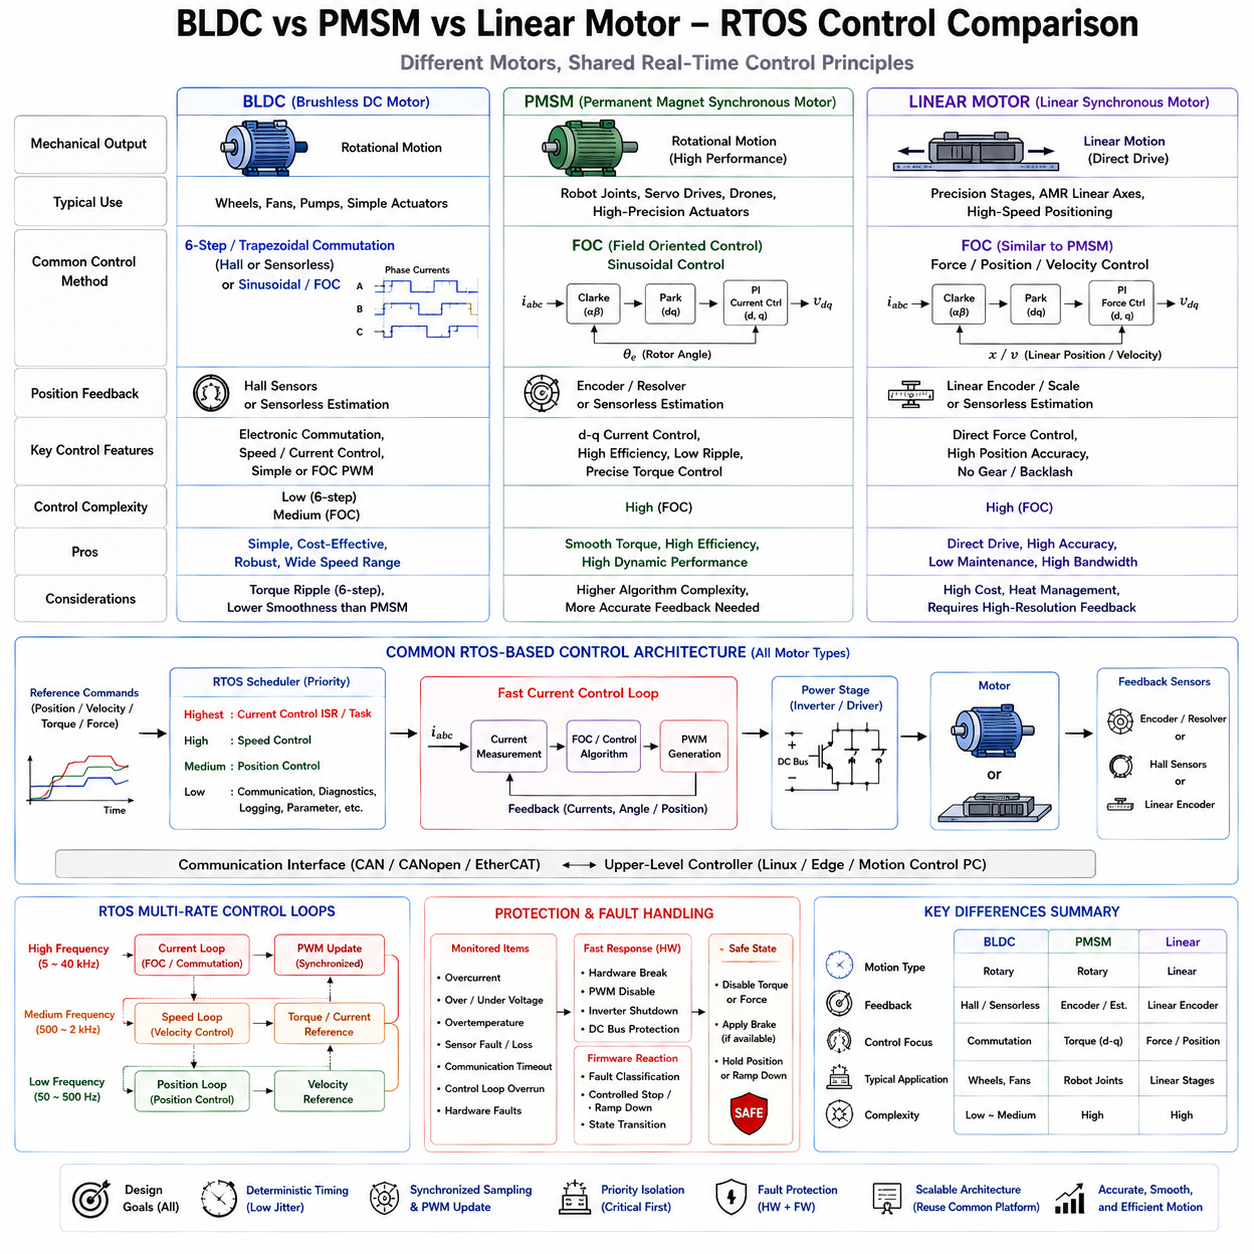 BLDC vs PMSM vs Linear Motor – RTOS Control Comparison
Different Motors, Shared Real-Time Control Principles
BLDC (Brushless DC Motor)
PMSM (Permanent Magnet Synchronous Motor)
LINEAR MOTOR (Linear Synchronous Motor)
Mechanical Output
Rotational Motion
Rotational Motion
(High Performance)
Linear Motion
(Direct Drive)
Typical Use
Wheels, Fans, Pumps, Simple Actuators
Robot Joints, Servo Drives, Drones,
High-Precision Actuators
Precision Stages, AMR Linear Axes,
High-Speed Positioning
Common Control
Method
6-Step / Trapezoidal Commutation
(Hall or Sensorless)
or Sinusoidal / FOC
Phase Currents
A
B
C
FOC (Field Oriented Control)
Sinusoidal Control
i_abc
Clarke
(αβ)
Park
(dq)
PI
Current Ctrl
(d, q)
v_dq
θ_e (Rotor Angle)
FOC (Similar to PMSM)
Force / Position / Velocity Control
i_abc
Clarke
(αβ)
Park
(dq)
PI
Force Ctrl
(d, q)
v_dq
x / v (Linear Position / Velocity)
Position Feedback
Hall Sensors
or Sensorless Estimation
Encoder / Resolver
or Sensorless Estimation
Linear Encoder / Scale
or Sensorless Estimation
Key Control Features
Electronic Commutation,
Speed / Current Control,
Simple or FOC PWM
d-q Current Control,
High Efficiency, Low Ripple,
Precise Torque Control
Direct Force Control,
High Position Accuracy,
No Gear / Backlash
Control Complexity
Low (6-step)
Medium (FOC)
High (FOC)
High (FOC)
Pros
Simple, Cost-Effective,
Robust, Wide Speed Range
Smooth Torque, High Efficiency,
High Dynamic Performance
Direct Drive, High Accuracy,
Low Maintenance, High Bandwidth
Considerations
Torque Ripple (6-step),
Lower Smoothness than PMSM
Higher Algorithm Complexity,
More Accurate Feedback Needed
High Cost, Heat Management,
Requires High-Resolution Feedback
COMMON RTOS-BASED CONTROL ARCHITECTURE (All Motor Types)
Reference Commands
(Position / Velocity /
Torque / Force)
Time
RTOS Scheduler (Priority)
Highest : Current Control ISR / Task
High : Speed Control
Medium : Position Control
Low : Communication, Diagnostics,
Logging, Parameter, etc.
Fast Current Control Loop
i_abc
Current
Measurement
FOC / Control
Algorithm
PWM
Generation
Feedback (Currents, Angle / Position)
Power Stage
(Inverter / Driver)
+
DC Bus
−
Motor
or
Feedback Sensors
Encoder / Resolver
or
Hall Sensors
or
Linear Encoder
Communication Interface (CAN / CANopen / EtherCAT) ↔ Upper-Level Controller (Linux / Edge / Motion Control PC)
RTOS MULTI-RATE CONTROL LOOPS
High Frequency
(5 ~ 40 kHz)
Current Loop
(FOC / Commutation)
PWM Update
(Synchronized)
Medium Frequency
(500 ~ 2 kHz)
Speed Loop
(Velocity Control)
Torque / Current
Reference
Low Frequency
(50 ~ 500 Hz)
Position Loop
(Position Control)
Velocity
Reference
PROTECTION & FAULT HANDLING
Monitored Items
• Overcurrent
• Over / Under Voltage
• Overtemperature
• Sensor Fault / Loss
• Communication Timeout
• Control Loop Overrun
• Hardware Faults
Fast Response (HW)
• Hardware Break
• PWM Disable
• Inverter Shutdown
• DC Bus Protection
Firmware Reaction
• Fault Classification
• Controlled Stop /
• Ramp Down
• State Transition
Safe State
• Disable Torque
or Force
• Apply Brake
(if available)
• Hold Position
or Ramp Down
SAFE
KEY DIFFERENCES SUMMARY
BLDC
PMSM
Linear
Motion Type
Rotary
Rotary
Linear
Feedback
Hall / Sensorless
Encoder / Est.
Linear Encoder
Control Focus
Commutation
Torque (d-q)
Force / Position
Typical Application
Wheels, Fans
Robot Joints
Linear Stages
Complexity
Low ~ Medium
High
High
Design
Goals (All)
Deterministic Timing
(Low Jitter)
Synchronized Sampling
& PWM Update
Priority Isolation
(Critical First)
Fault Protection
(HW + FW)
Scalable Architecture
(Reuse Common Platform)
Accurate, Smooth,
and Efficient Motion